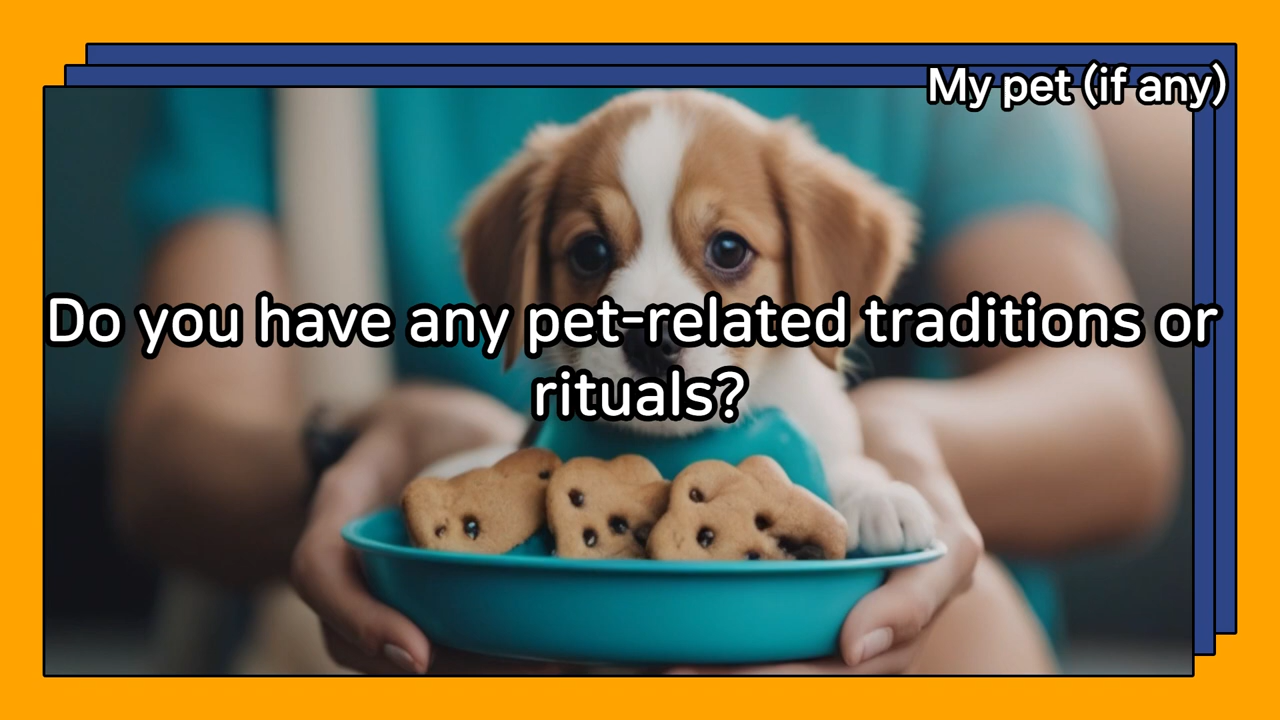 My pet (if any)
Do you have any pet-related traditions or
rituals?